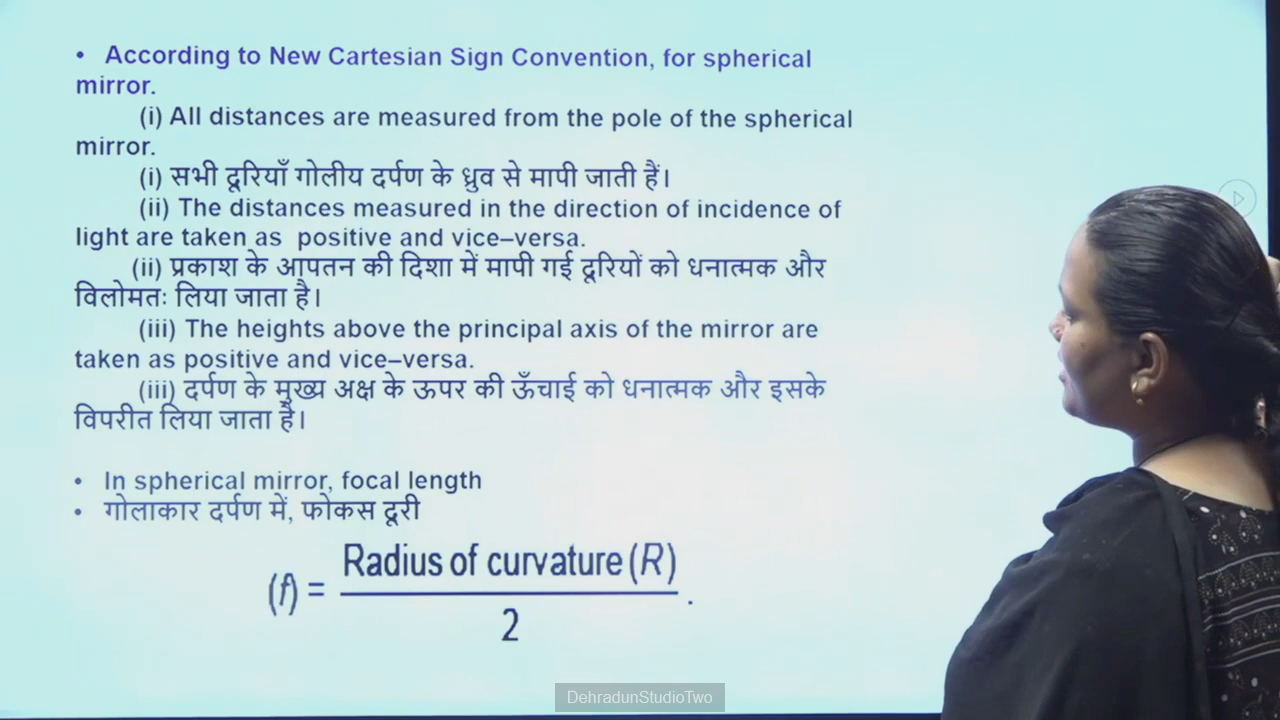 • According to New Cartesian Sign Convention, for spherical
mirror.
(i) All distances are measured from the pole of the spherical
mirror.
(i) सभी दूरियाँ गोलीय दर्पण के ध्रुव से मापी जाती हैं।
(ii) The distances measured in the direction of incidence of
light are taken as positive and vice–versa.
(ii) प्रकाश के आपतन की दिशा में मापी गई दूरियों को धनात्मक और
विलोमतः लिया जाता है।
(iii) The heights above the principal axis of the mirror are
taken as positive and vice–versa.
(iii) दर्पण के मुख्य अक्ष के ऊपर की ऊँचाई को धनात्मक और इसके
विपरीत लिया जाता है।
• In spherical mirror, focal length
• गोलाकार दर्पण में, फोकस दूरी
(f) = Radius of curvature (R)
2 .
DehradunStudioTwo